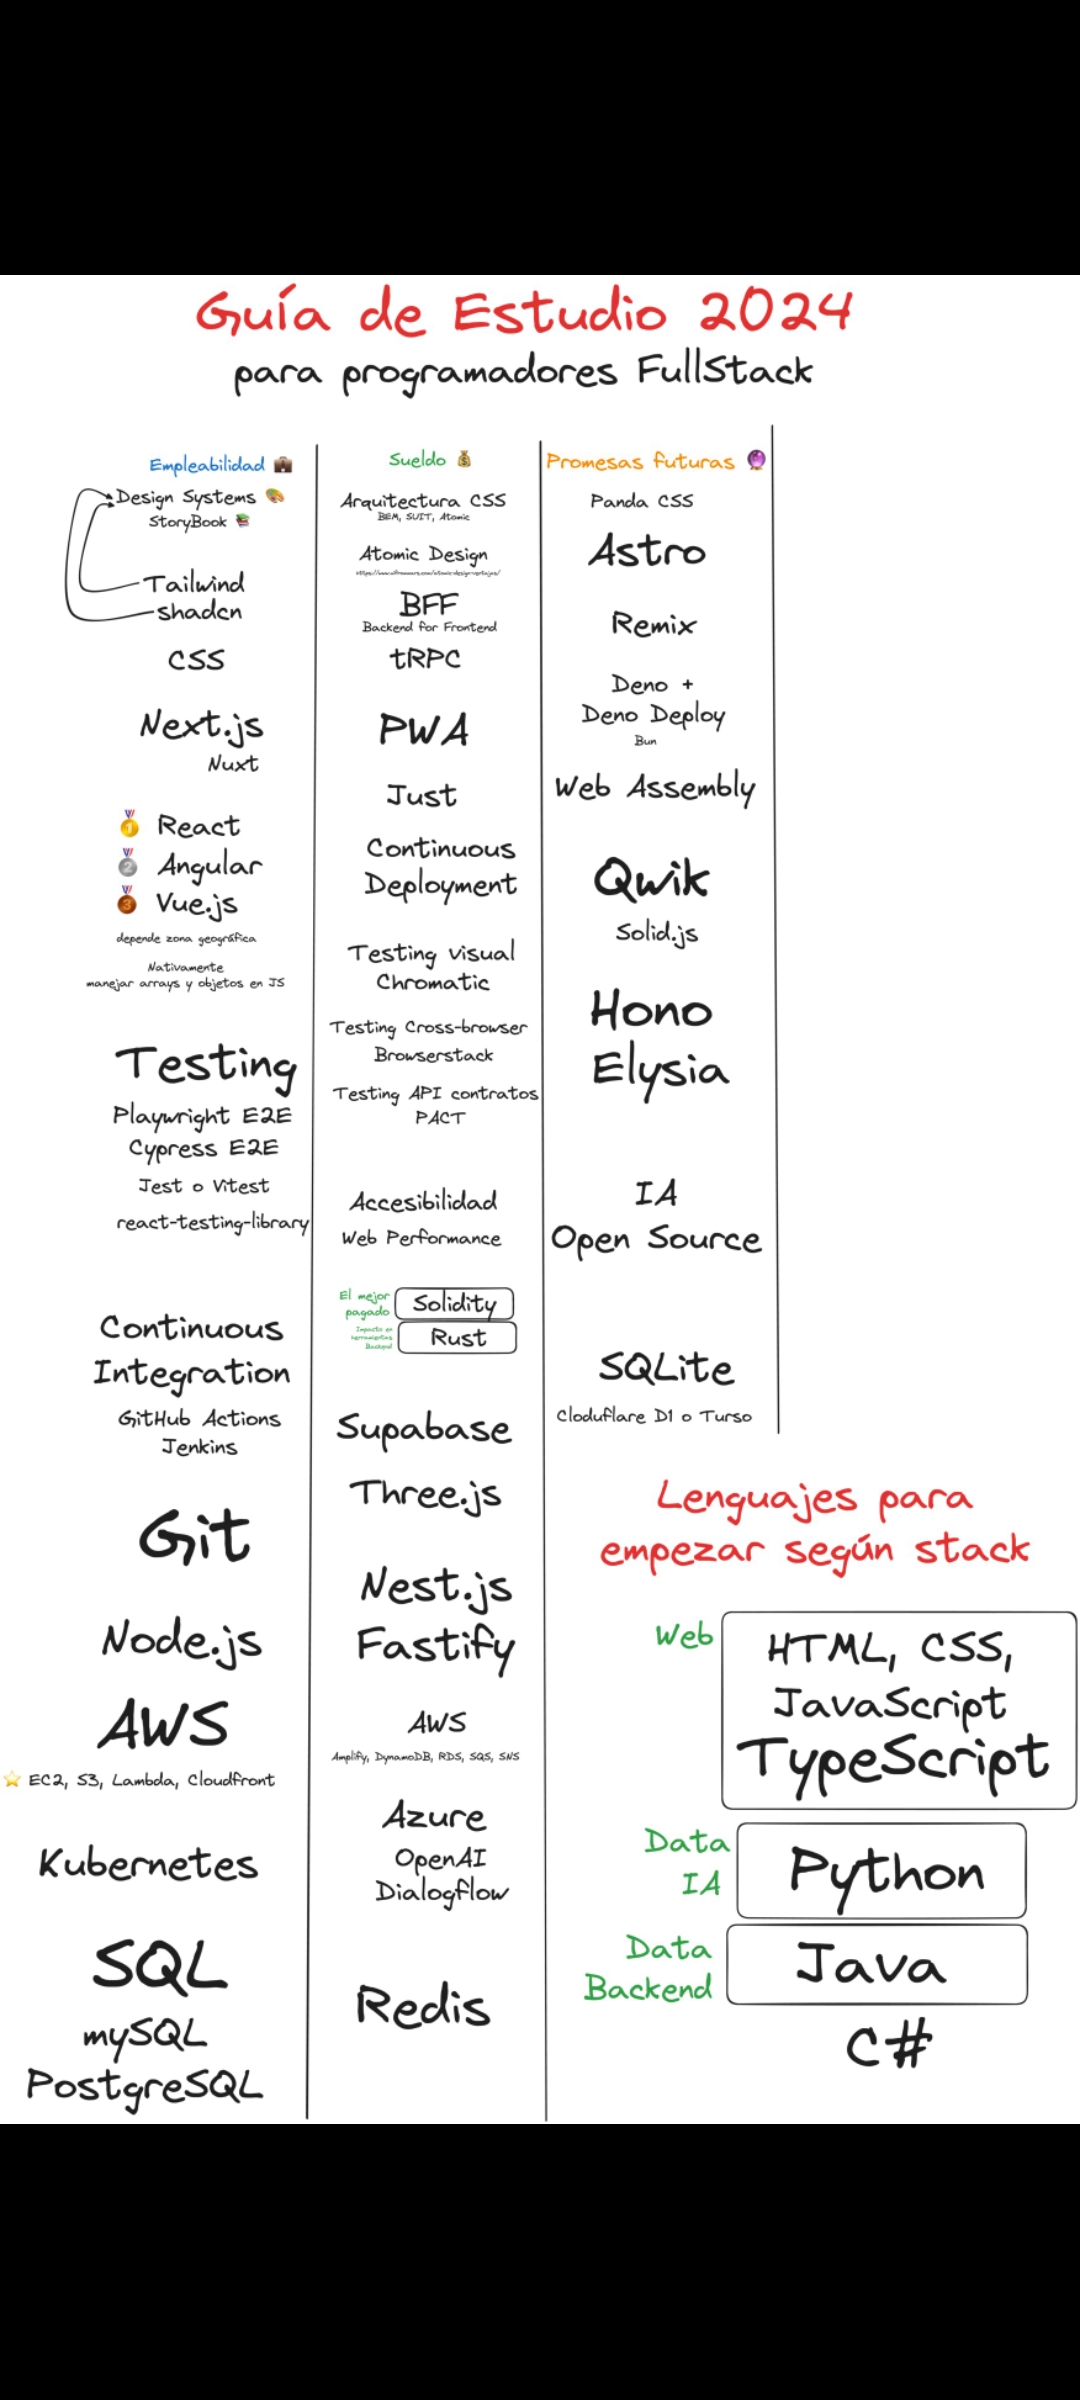 Guía de Estudio 2024
para programadores FullStack
Empleabilidad 💼
Design Systems 🎨
StoryBook 📚
Tailwind
shadcn
CSS
Next.js
Nuxt
🥇 React
🥈 Angular
🥉 Vue.js
depende zona geográfica
Nativamente
manejar arrays y objetos en JS
Testing
Playwright E2E
Cypress E2E
Jest o Vitest
react-testing-library
Continuous
Integration
GitHub Actions
Jenkins
Git
Node.js
AWS
⭐ EC2, S3, Lambda, Cloudfront
Kubernetes
SQL
mySQL
PostgreSQL
Sueldo 💰
Arquitectura CSS
BEM, SUIT, Atomic
Atomic Design
BFF
Backend for Frontend
tRPC
PWA
Just
Continuous
Deployment
Testing visual
Chromatic
Testing Cross-browser
Browserstack
Testing API contratos
PACT
Accesibilidad
Web Performance
El mejor
pagado
Solidity
Impacto en
herramientas
Backend
Rust
Supabase
Three.js
Nest.js
Fastify
AWS
Amplify, DynamoDB, RDS, SQS, SNS
Azure
OpenAI
Dialogflow
Redis
Promesas futuras 🔮
Panda CSS
Astro
Remix
Deno +
Deno Deploy
Bun
Web Assembly
Qwik
Solid.js
Hono
Elysia
IA
Open Source
SQLite
Cloduflare D1 o Turso
Lenguajes para
empezar según stack
Web
HTML, CSS,
JavaScript
TypeScript
Data
IA
Python
Data
Backend
Java
C#